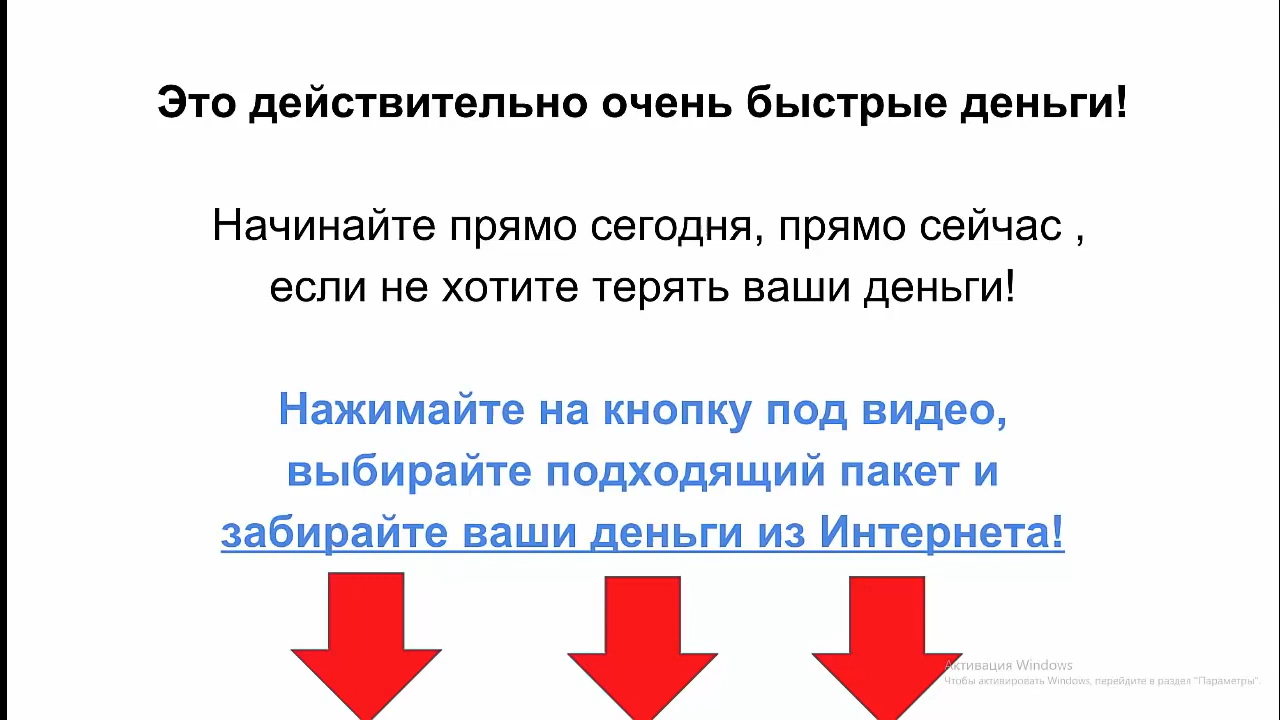 Это действительно очень быстрые деньги!
Начинайте прямо сегодня, прямо сейчас ,
если не хотите терять ваши деньги!
Нажимайте на кнопку под видео,
выбирайте подходящий пакет и
забирайте ваши деньги из Интернета!
Активация Windows
Чтобы активировать Windows, перейдите в раздел "Параметры".